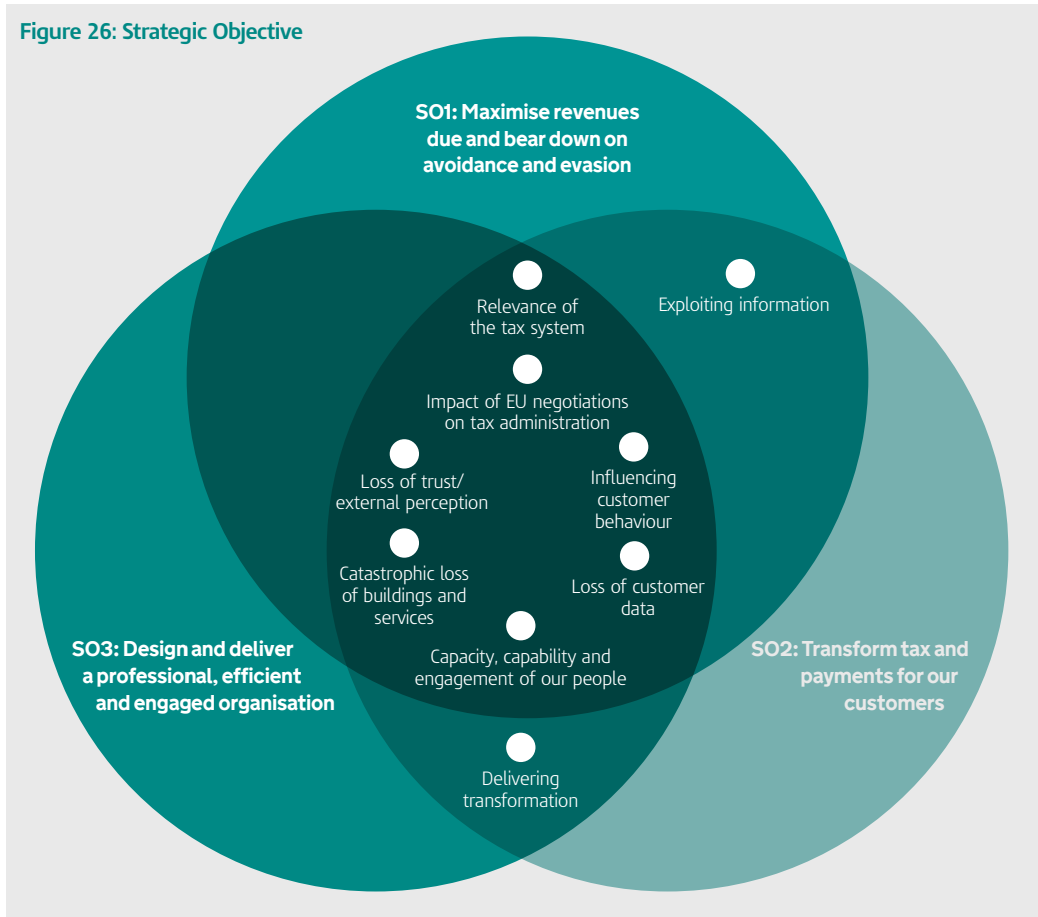 Figure 26: Strategic Objective
SO1: Maximise revenues
due and bear down on
avoidance and evasion
Relevance of
the tax system
Exploiting information
Impact of EU negotiations
on tax administration
Loss of trust/
external perception
Influencing
customer
behaviour
Catastrophic loss
of buildings and
services
Loss of customer
data
Capacity, capability and
engagement of our people
SO3: Design and deliver
a professional, efficient
and engaged organisation
SO2: Transform tax and
payments for our
customers
Delivering
transformation